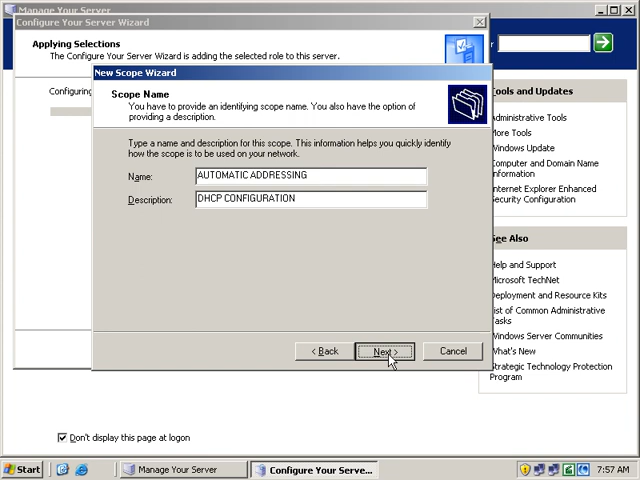 Manage Your Server
Configure Your Server Wizard
Applying Selections
The Configure Your Server Wizard is adding the selected role to this server.
Configuring
New Scope Wizard
Scope Name
You have to provide an identifying scope name. You also have the option of
providing a description.
Type a name and description for this scope. This information helps you quickly identify
how the scope is to be used on your network.
Name:
AUTOMATIC ADDRESSING
Description:
DHCP CONFIGURATION
< Back
Next >
Cancel
ools and Updates
Administrative Tools
More Tools
Windows Update
Computer and Domain Name
Information
Internet Explorer Enhanced
Security Configuration
See Also
Help and Support
Microsoft TechNet
Deployment and Resource Kits
List of Common Administrative
Tasks
Windows Server Communities
What's New
Strategic Technology Protection
Program
Don't display this page at logon
Start
Manage Your Server
Configure Your Serve...
7:57 AM